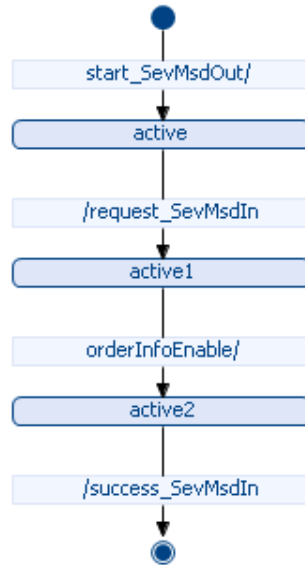 start_SevMsdOut/
active
/request_SevMsdIn
active1
orderInfoEnable/
active2
/success_SevMsdIn